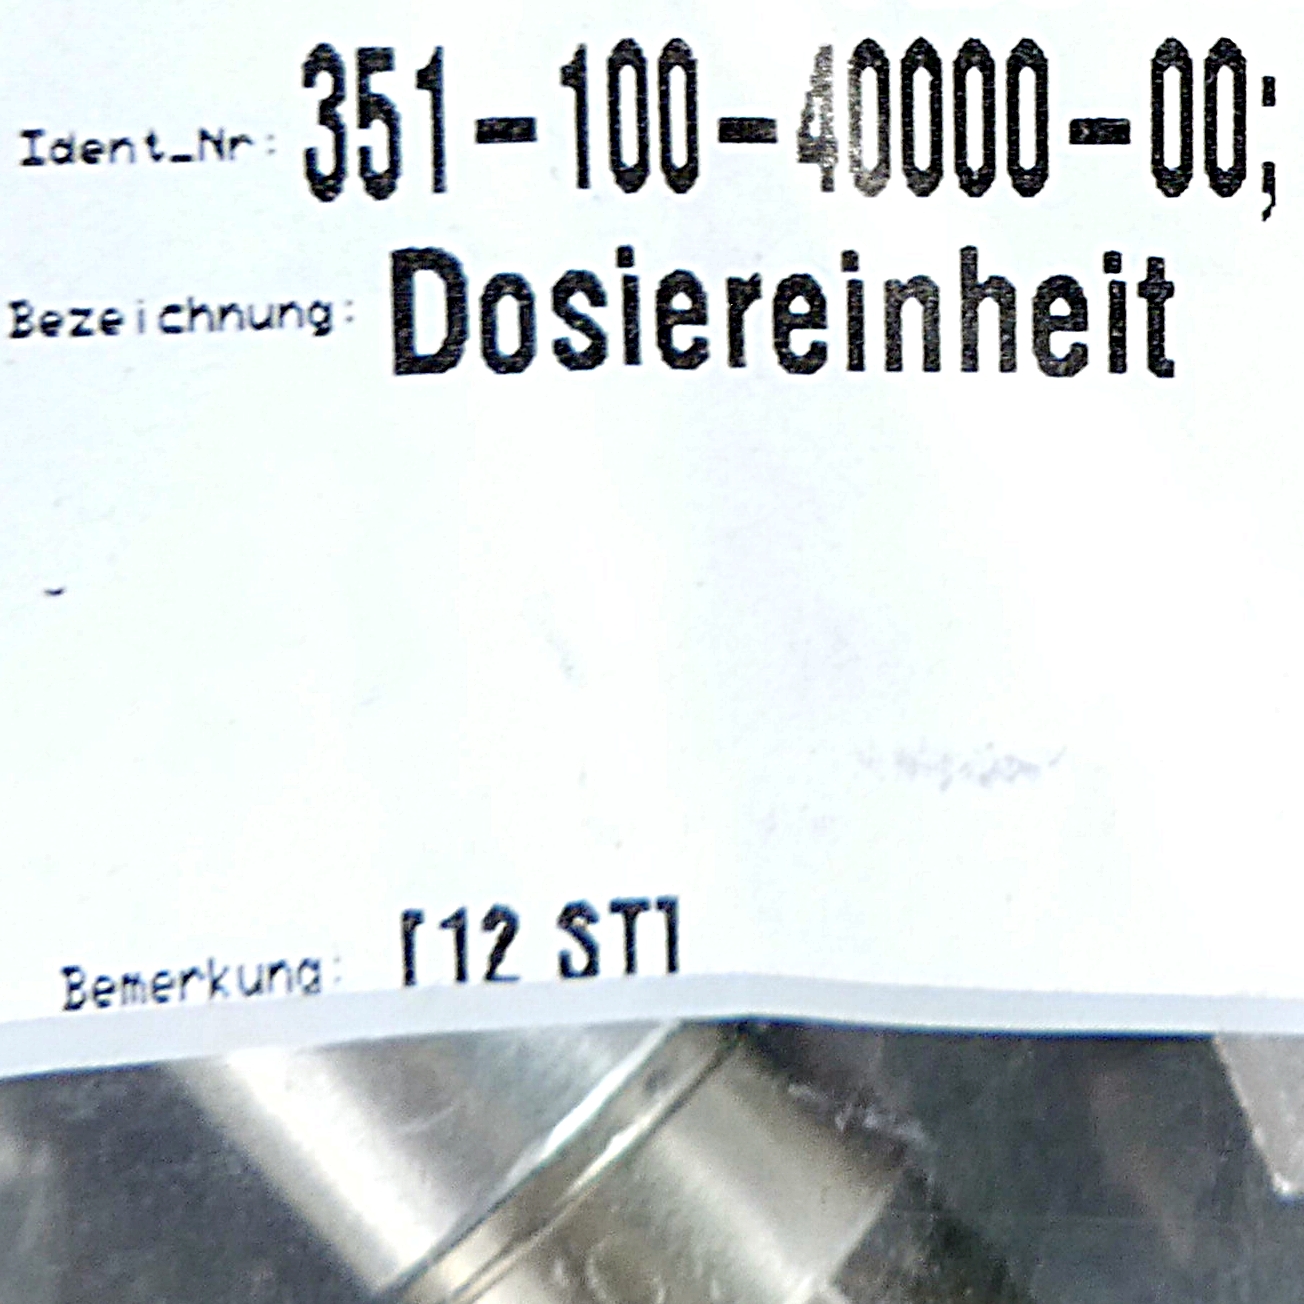 Ident_Nr: 351-100-40000-00;
Bezeichnung: Dosiereinheit
Bemerkung: [12 ST]